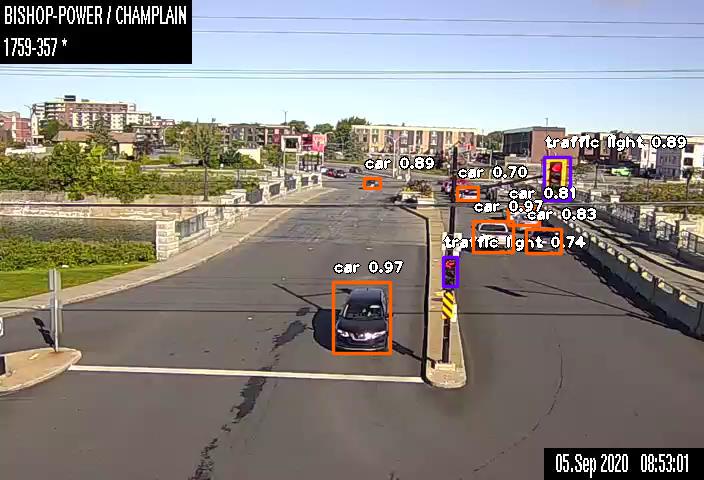 BISHOP-POWER / CHAMPLAIN
1759-357 *
traffic light 0.89
car 0.89
car 0.70
car 0.81
car 0.97
car 0.83
traffic light 0.74
car 0.97
05.Sep 2020 08:53:01